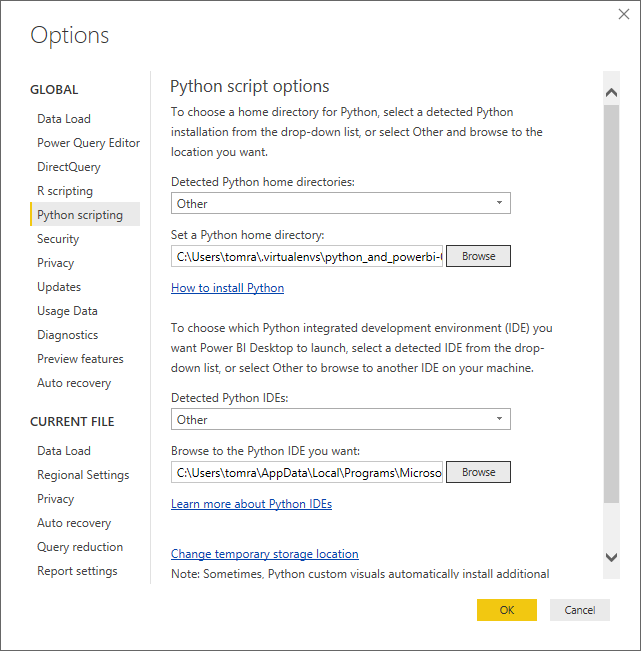 Options
GLOBAL
Data Load
Power Query Editor
DirectQuery
R scripting
Python scripting
Security
Privacy
Updates
Usage Data
Diagnostics
Preview features
Auto recovery
CURRENT FILE
Data Load
Regional Settings
Privacy
Auto recovery
Query reduction
Report settings
Python script options
To choose a home directory for Python, select a detected Python
installation from the drop-down list, or select Other and browse to the
location you want.
Detected Python home directories:
Other
Set a Python home directory:
C:\Users\tomra\.virtualenvs\python_and_powerbi-
Browse
How to install Python
To choose which Python integrated development environment (IDE) you
want Power BI Desktop to launch, select a detected IDE from the drop-
down list, or select Other to browse to another IDE on your machine.
Detected Python IDEs:
Other
Browse to the Python IDE you want:
C:\Users\tomra\AppData\Local\Programs\Microso
Browse
Learn more about Python IDEs
Change temporary storage location
Note: Sometimes, Python custom visuals automatically install additional
OK
Cancel